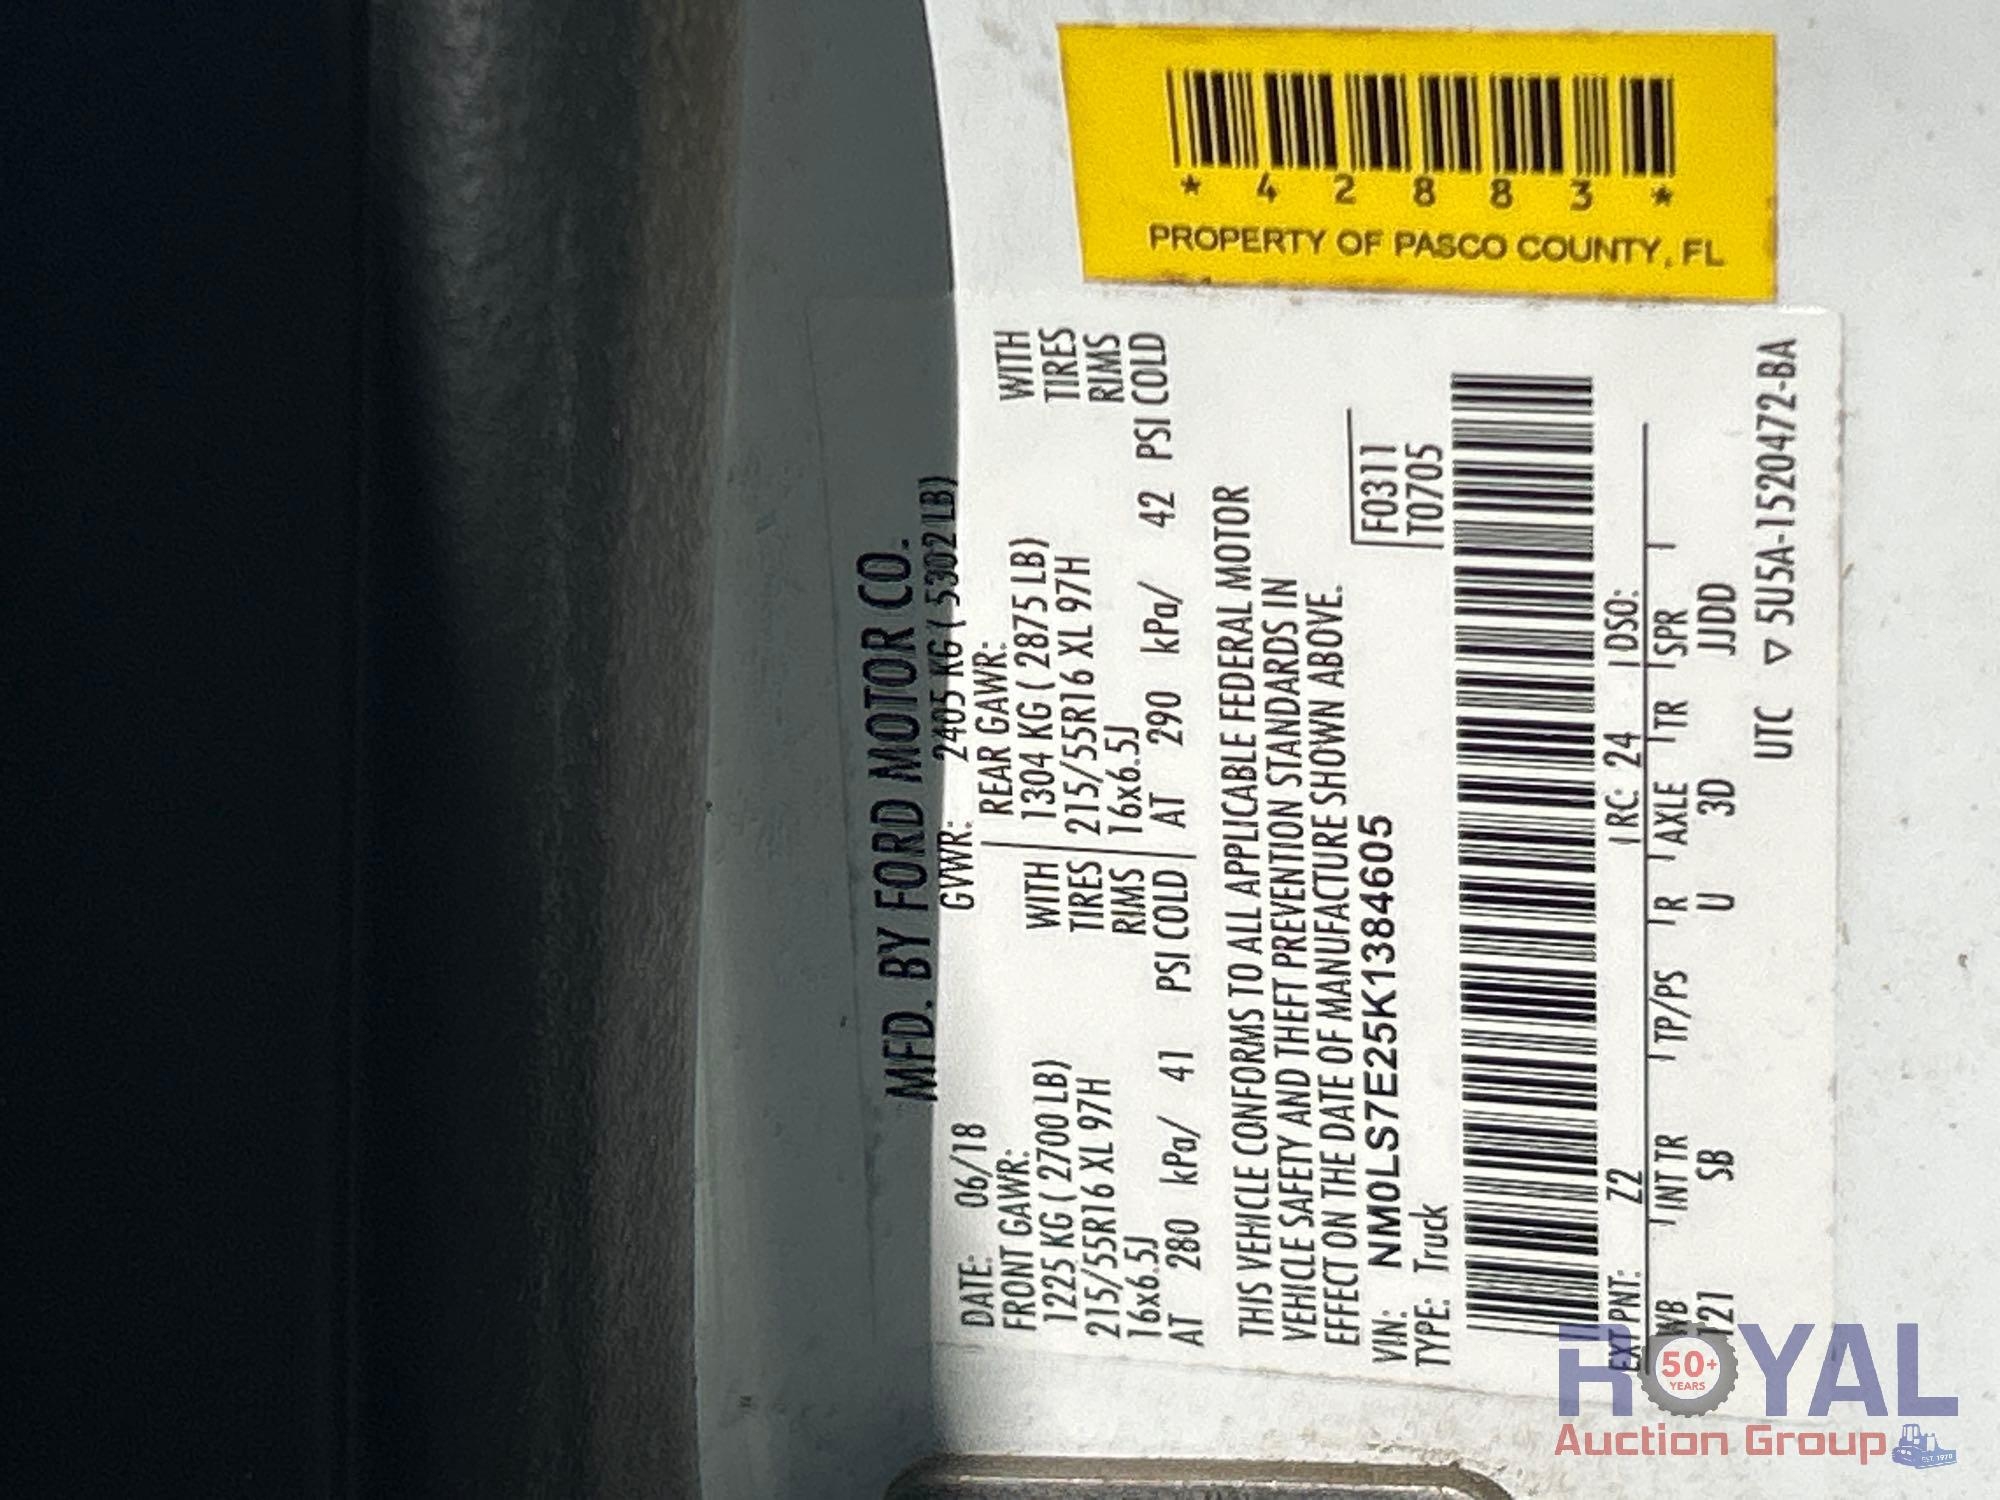 MFD. BY FORD MOTOR CO.
DATE: 06/18 GVWR: 2405 KG ( 5302 LB)
FRONT GAWR: REAR GAWR:
1225 KG ( 2700 LB) WITH 1304 KG ( 2875 LB) WITH
215/55R16 XL 97H TIRES 215/55R16 XL 97H TIRES
16x6.5J RIMS 16x6.5J RIMS
AT 280 kPa/ 41 PSI COLD AT 290 kPa/ 42 PSI COLD
THIS VEHICLE CONFORMS TO ALL APPLICABLE FEDERAL MOTOR
VEHICLE SAFETY AND THEFT PREVENTION STANDARDS IN
EFFECT ON THE DATE OF MANUFACTURE SHOWN ABOVE.
VIN: NM0LS7E25K1384605 F0311
TYPE: Truck T0705
EXT PNT: Z2 RC: 24 DSO:
WB INT TR TP/PS R AXLE TR SPR
121 SB U 3D JJDD
UTC ▽ 5U5A-1520472-BA
* 4 2 8 8 3 *
PROPERTY OF PASCO COUNTY, FL
ROYAL
50+
YEARS
Auction Group
EST. 1970